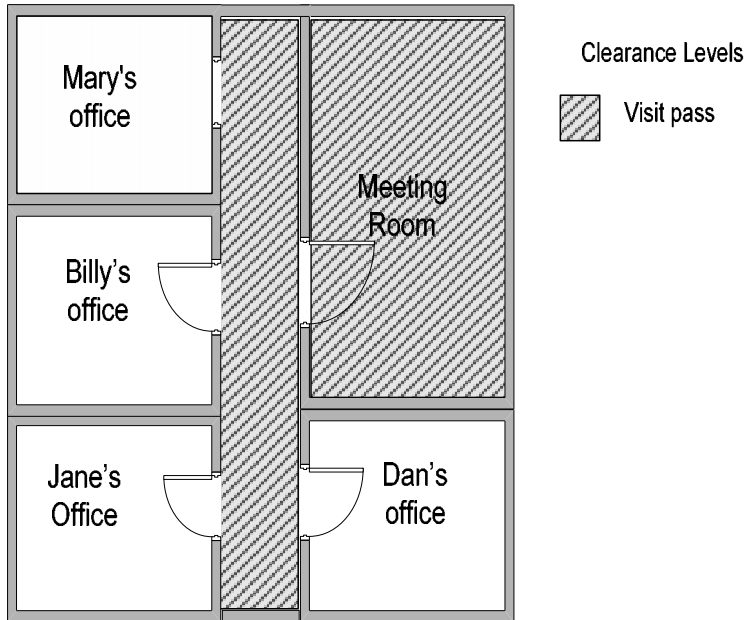 Mary's
office
Billy’s
office
Jane’s
Office
Meeting
Room
Dan’s
office
Clearance Levels
Visit pass